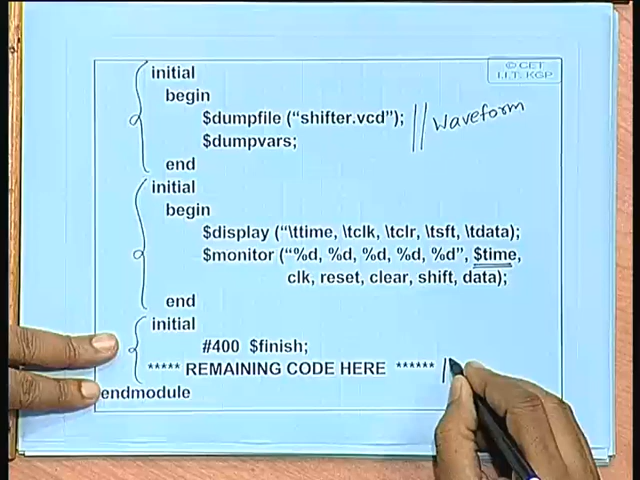 © CET
I.I.T. KGP
initial
begin
$dumpfile (“shifter.vcd”); // Waveform
$dumpvars;
end
initial
begin
$display (“\ttime, \tclk, \tclr, \tsft, \tdata);
$monitor (“%d, %d, %d, %d, %d”, $time,
clk, reset, clear, shift, data);
end
initial
#400 $finish;
***** REMAINING CODE HERE ******
endmodule